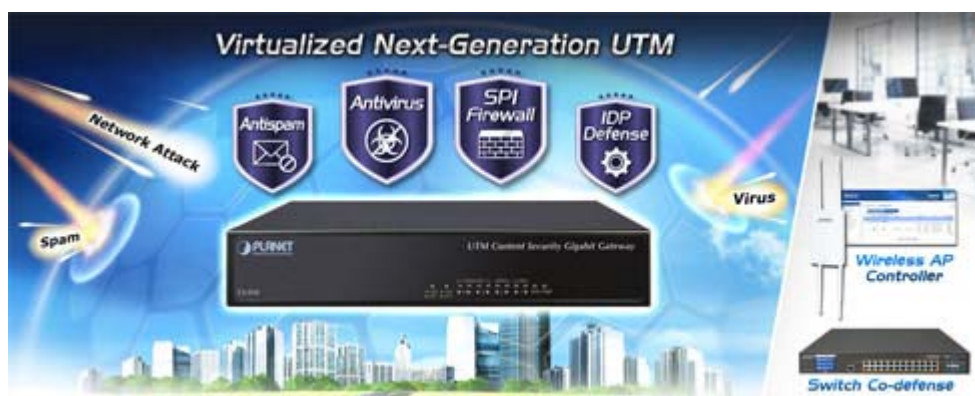 Virtualized Next-Generation UTM
Antispam
Antivirus
SPI
Firewall
IDP
Defense
Network Attack
Spam
Virus
PLANET
UTM Content Security Gigabit Gateway
Wireless AP
Controller
Switch Co-defense